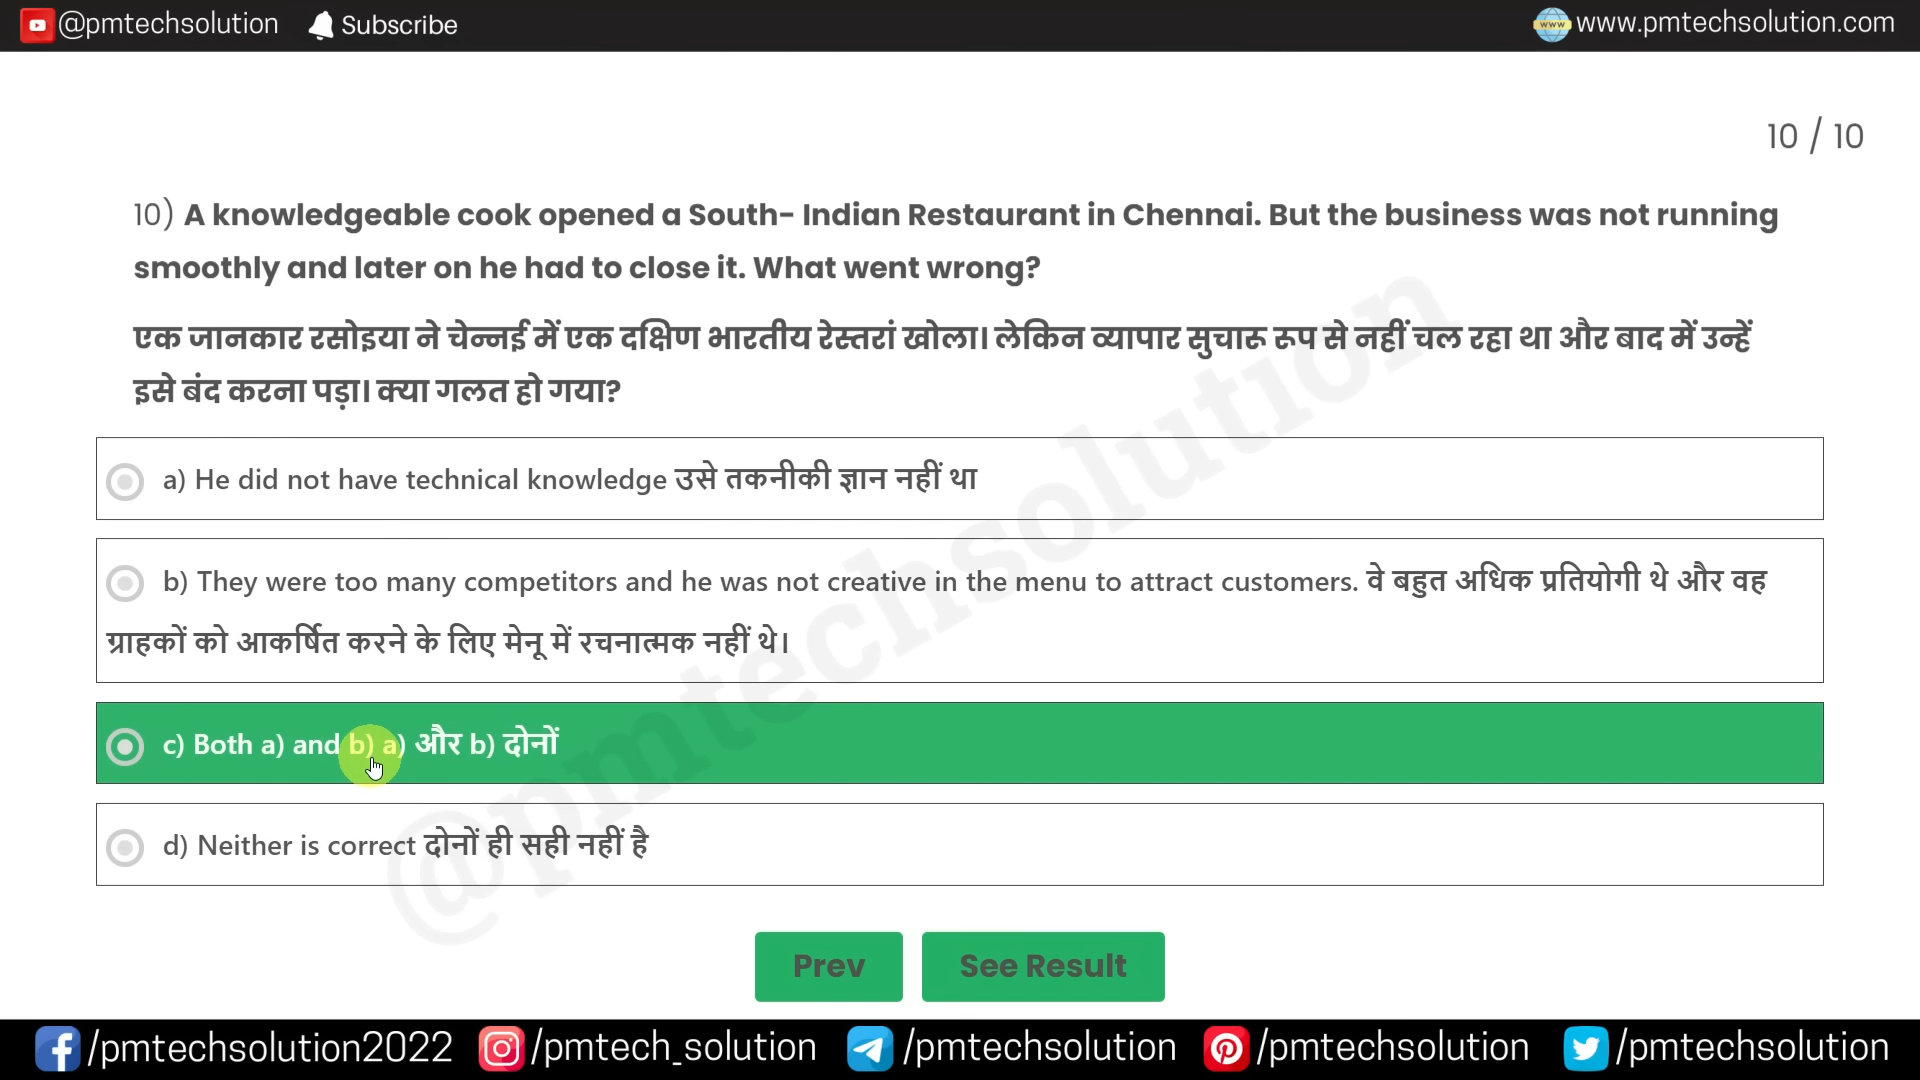 @pmtechsolution Subscribe www.pmtechsolution.com
10 / 10
10) A knowledgeable cook opened a South- Indian Restaurant in Chennai. But the business was not running
smoothly and later on he had to close it. What went wrong?
एक जानकार रसोइया ने चेन्नई में एक दक्षिण भारतीय रेस्तरां खोला। लेकिन व्यापार सुचारू रूप से नहीं चल रहा था और बाद में उन्हें
इसे बंद करना पड़ा। क्या गलत हो गया?
a) He did not have technical knowledge उसे तकनीकी ज्ञान नहीं था
b) They were too many competitors and he was not creative in the menu to attract customers. वे बहुत अधिक प्रतियोगी थे और वह
ग्राहकों को आकर्षित करने के लिए मेनू में रचनात्मक नहीं थे।
c) Both a) and b) a) और b) दोनों
d) Neither is correct दोनों ही सही नहीं है
@pmtechsolution
Prev See Result
/pmtechsolution2022 /pmtech_solution /pmtechsolution /pmtechsolution /pmtechsolution